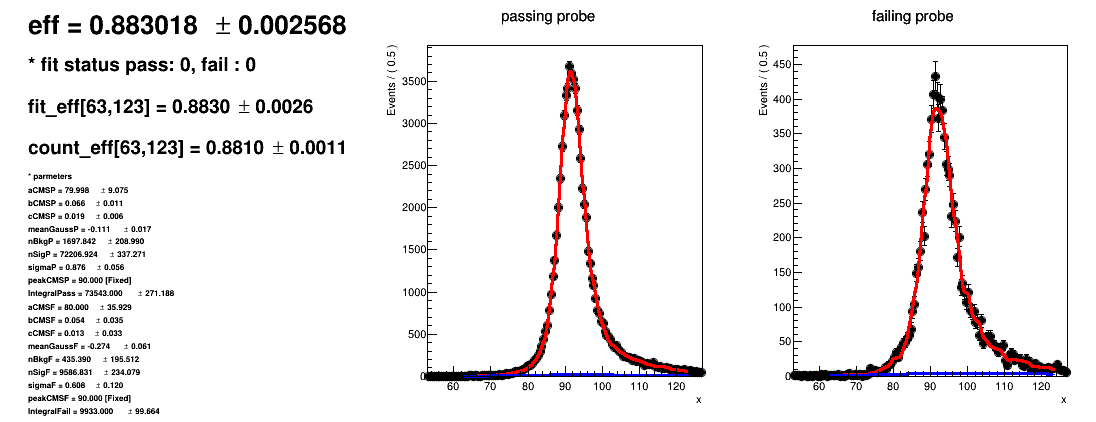 eff = 0.883018 ± 0.002568
* fit status pass: 0, fail : 0
fit_eff[63,123] = 0.8830 ± 0.0026
count_eff[63,123] = 0.8810 ± 0.0011
* parmeters
aCMSP = 79.998 ± 9.075
bCMSP = 0.066 ± 0.011
cCMSP = 0.019 ± 0.006
meanGaussP = -0.111 ± 0.017
nBkgP = 1697.842 ± 208.990
nSigP = 72206.924 ± 337.271
sigmaP = 0.876 ± 0.056
peakCMSP = 90.000 [Fixed]
IntegralPass = 73543.000 ± 271.188
aCMSF = 80.000 ± 35.929
bCMSF = 0.054 ± 0.035
cCMSF = 0.013 ± 0.033
meanGaussF = -0.274 ± 0.061
nBkgF = 435.390 ± 195.512
nSigF = 9586.831 ± 234.079
sigmaF = 0.608 ± 0.120
peakCMSF = 90.000 [Fixed]
IntegralFail = 9933.000 ± 99.664
passing probe
Events / ( 0.5 )
3500
3000
2500
2000
1500
1000
500
0
60 70 80 90 100 110 120
x
failing probe
Events / ( 0.5 )
450
400
350
300
250
200
150
100
50
0
60 70 80 90 100 110 120
x